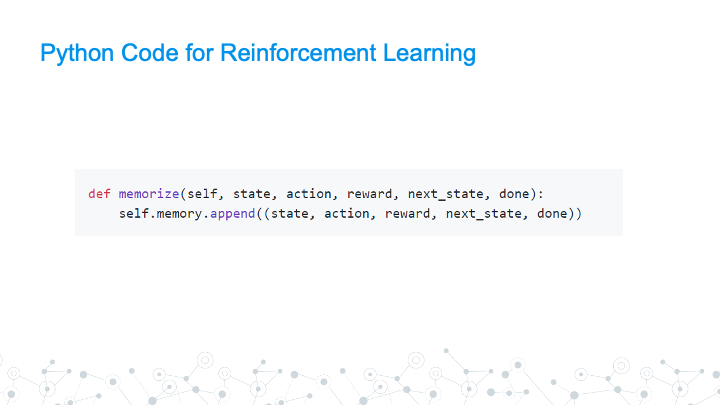 Python Code for Reinforcement Learning
def memorize(self, state, action, reward, next_state, done):
    self.memory.append((state, action, reward, next_state, done))